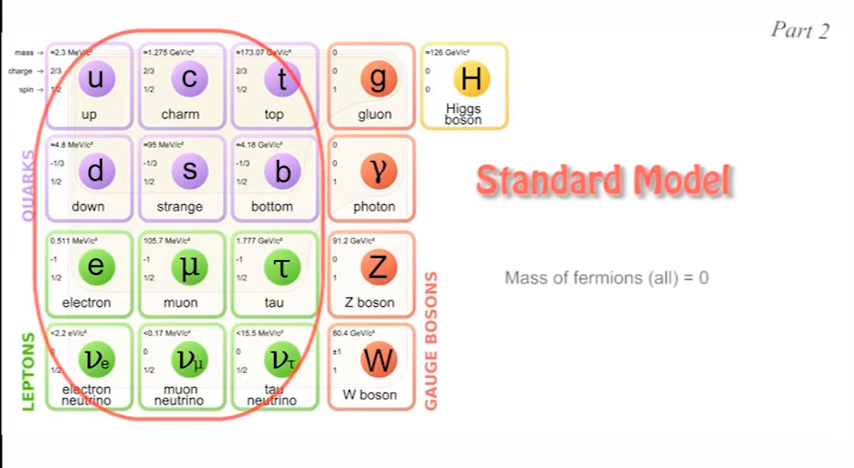 Part 2
mass → ≈2.3 MeV/c² ≈1.275 GeV/c² ≈173.07 GeV/c² 0 ≈126 GeV/c²
charge → 2/3 2/3 2/3 0 0
spin → 1/2 1/2 1/2 1 0
u c t g H
up charm top gluon Higgs boson
QUARKS
≈4.8 MeV/c² ≈95 MeV/c² ≈4.18 GeV/c² 0
-1/3 -1/3 -1/3 0
1/2 1/2 1/2 1
d s b γ
down strange bottom photon
Standard Model
0.511 MeV/c² 105.7 MeV/c² 1.777 GeV/c² 91.2 GeV/c²
-1 -1 -1 0
1/2 1/2 1/2 1
e μ τ Z
electron muon tau Z boson
Mass of fermions (all) = 0
GAUGE BOSONS
LEPTONS
<2.2 eV/c² <0.17 MeV/c² <15.5 MeV/c² 80.4 GeV/c²
0 0 0 ±1
1/2 1/2 1/2 1
νe νμ ντ W
electron neutrino muon neutrino tau neutrino W boson